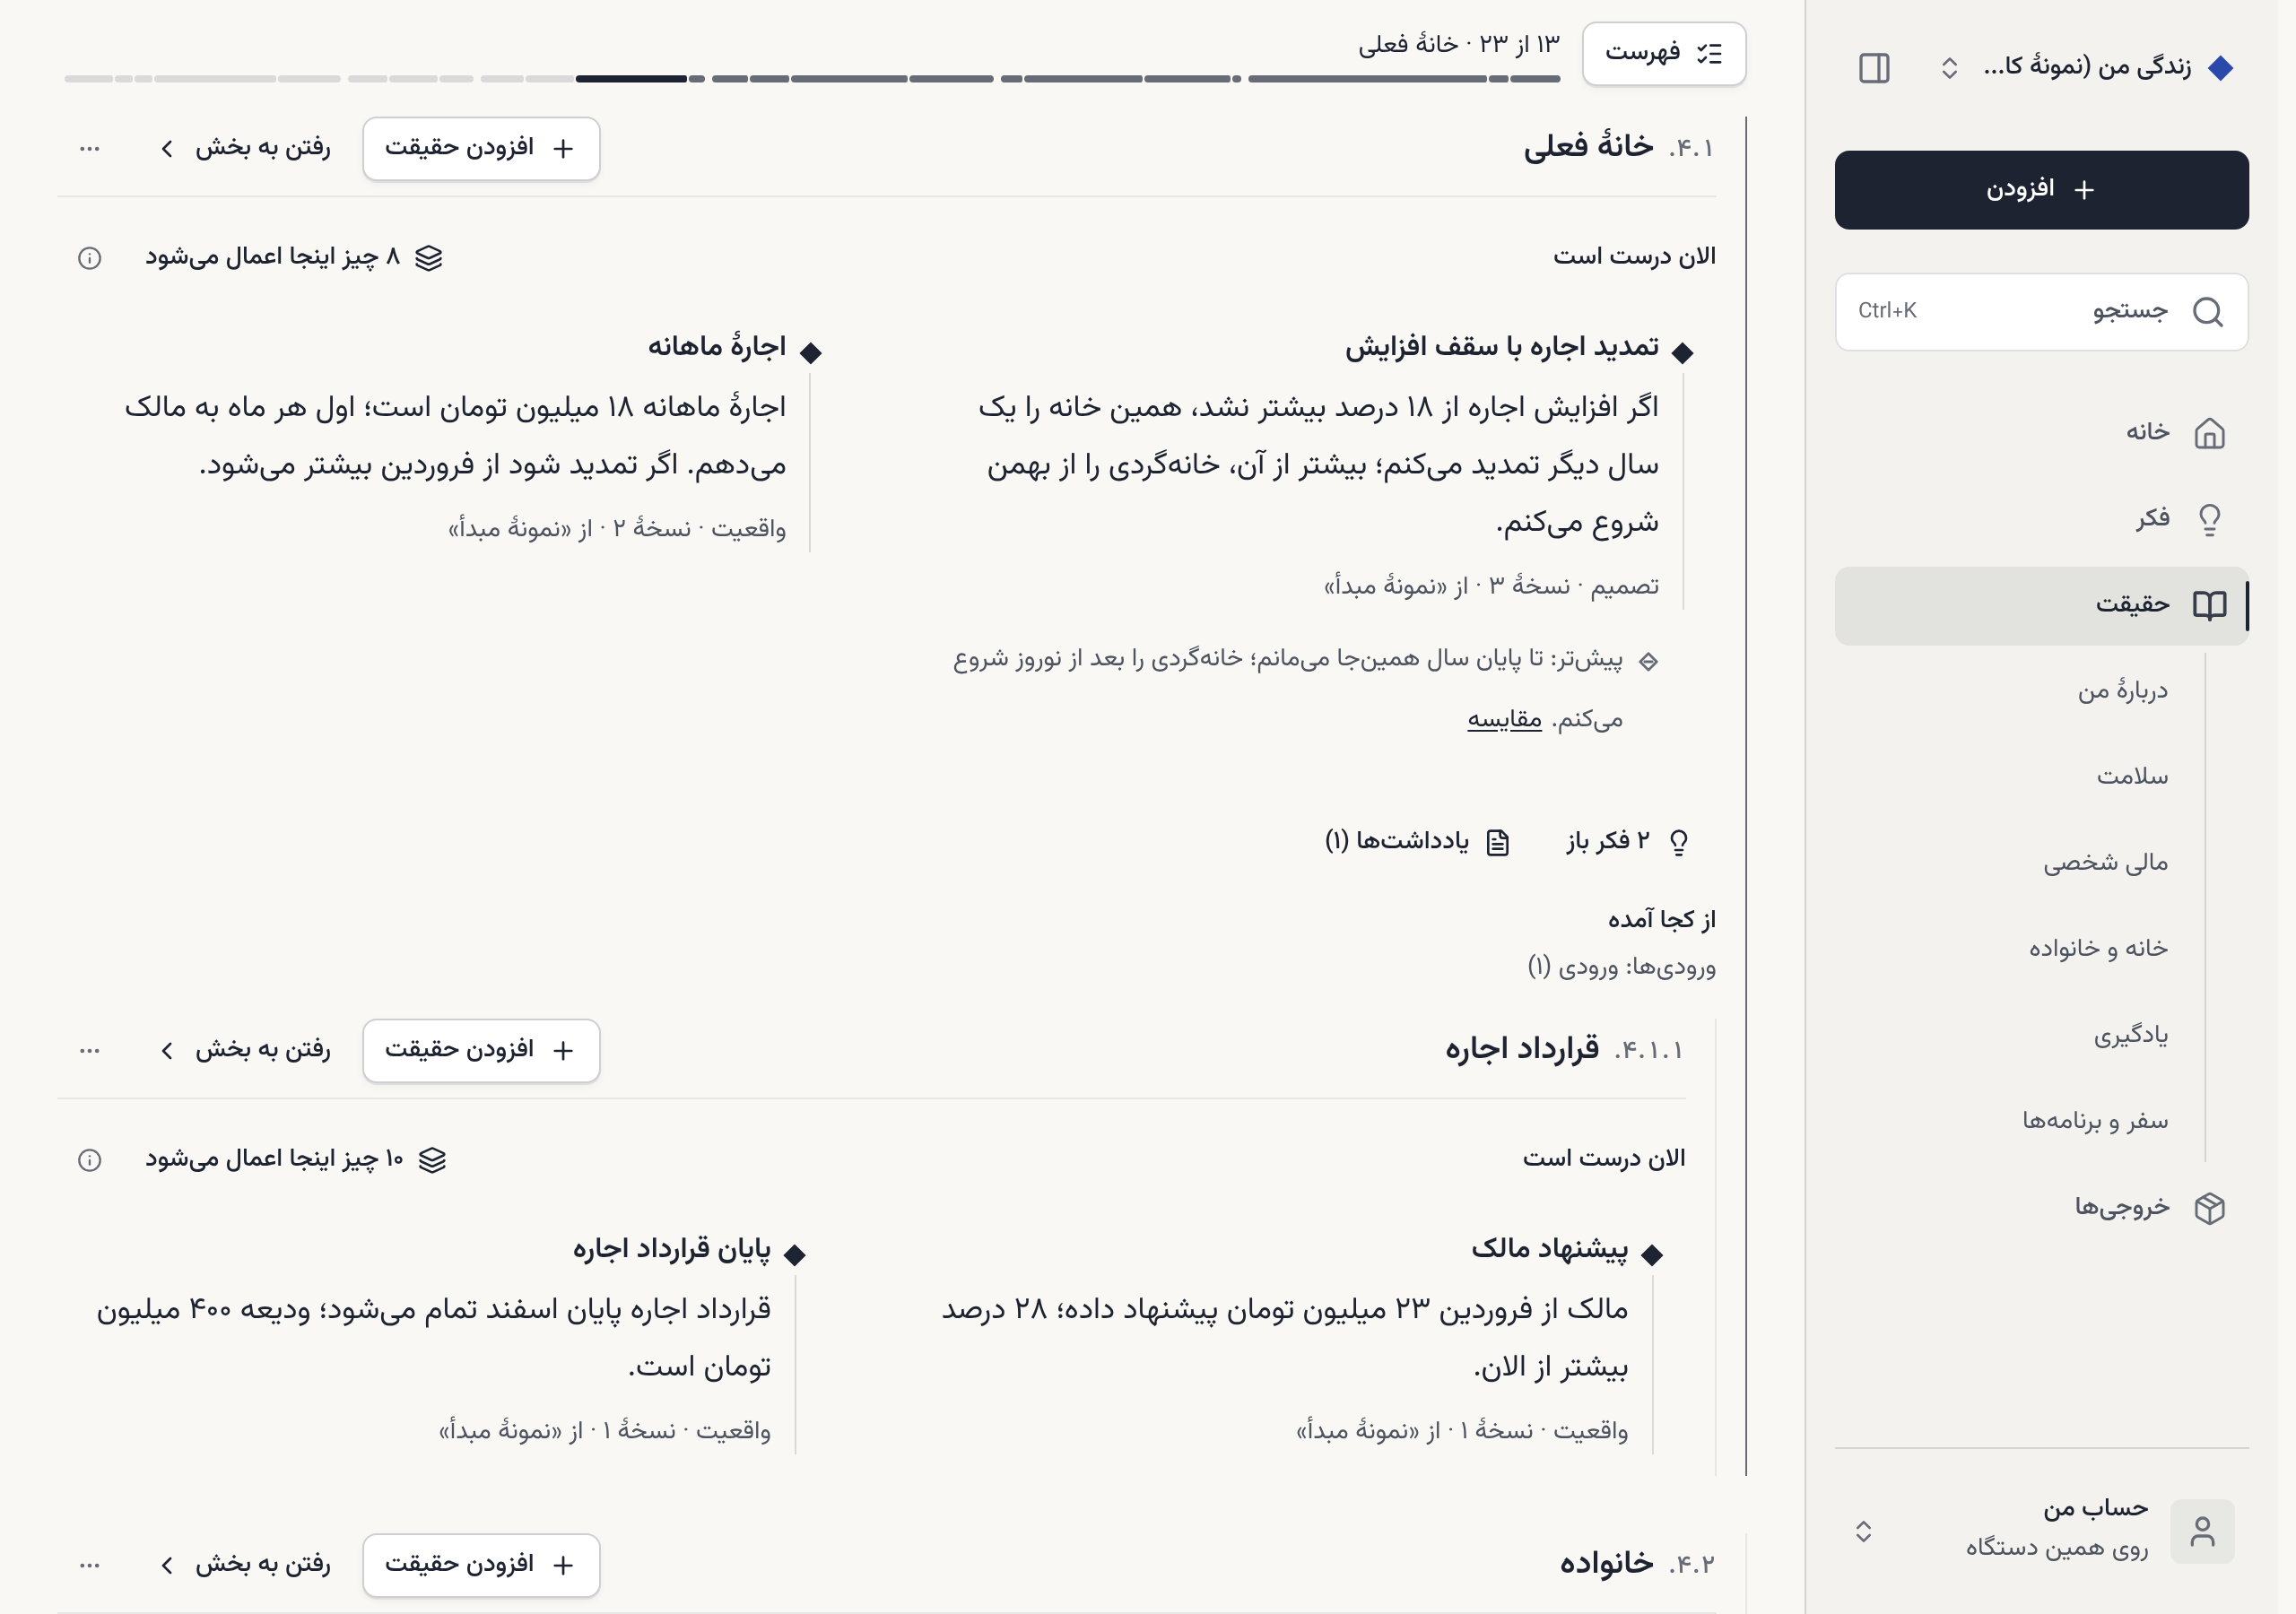 زندگی من (نمونهٔ کا...
افزودن
جستجو
Ctrl+K
خانه
فکر
حقیقت
دربارهٔ من
سلامت
مالی شخصی
خانه و خانواده
یادگیری
سفر و برنامه‌ها
خروجی‌ها
حساب من
روی همین دستگاه
فهرست
۱۳ از ۲۳ · خانهٔ فعلی
۴.۱. خانهٔ فعلی
افزودن حقیقت
رفتن به بخش
الان درست است
۸ چیز اینجا اعمال می‌شود
تمدید اجاره با سقف افزایش
اگر افزایش اجاره از ۱۸ درصد بیشتر نشد، همین خانه را یک
سال دیگر تمدید می‌کنم؛ بیشتر از آن، خانه‌گردی را از بهمن
شروع می‌کنم.
تصمیم · نسخهٔ ۳ · از «نمونهٔ مبدأ»
پیش‌تر: تا پایان سال همین‌جا می‌مانم؛ خانه‌گردی را بعد از نوروز شروع
می‌کنم. مقایسه
اجارهٔ ماهانه
اجارهٔ ماهانه ۱۸ میلیون تومان است؛ اول هر ماه به مالک
می‌دهم. اگر تمدید شود از فروردین بیشتر می‌شود.
واقعیت · نسخهٔ ۲ · از «نمونهٔ مبدأ»
۲ فکر باز
یادداشت‌ها (۱)
از کجا آمده
ورودی‌ها: ورودی (۱)
۴.۱.۱. قرارداد اجاره
افزودن حقیقت
رفتن به بخش
الان درست است
۱۰ چیز اینجا اعمال می‌شود
پیشنهاد مالک
مالک از فروردین ۲۳ میلیون تومان پیشنهاد داده؛ ۲۸ درصد
بیشتر از الان.
واقعیت · نسخهٔ ۱ · از «نمونهٔ مبدأ»
پایان قرارداد اجاره
قرارداد اجاره پایان اسفند تمام می‌شود؛ ودیعه ۴۰۰ میلیون
تومان است.
واقعیت · نسخهٔ ۱ · از «نمونهٔ مبدأ»
۴.۲. خانواده
افزودن حقیقت
رفتن به بخش